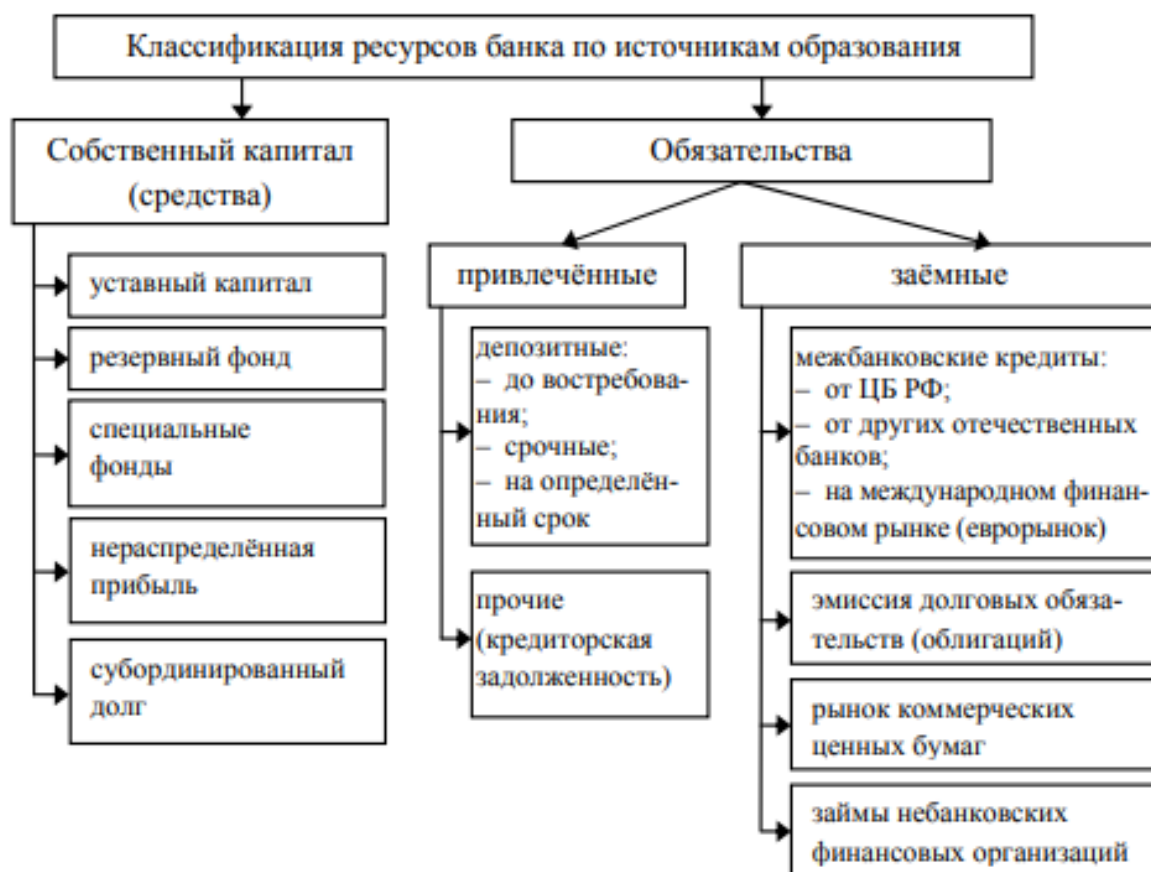 Классификация ресурсов банка по источникам образования
Собственный капитал
(средства)
уставный капитал
резервный фонд
специальные
фонды
нераспределённая
прибыль
субординированный
долг
Обязательства
привлечённые
депозитные:
– до востребова-
ния;
– срочные;
– на определён-
ный срок
прочие
(кредиторская
задолженность)
заёмные
межбанковские кредиты:
– от ЦБ РФ;
– от других отечественных
банков;
– на международном финан-
совом рынке (еврорынок)
эмиссия долговых обяза-
тельств (облигаций)
рынок коммерческих
ценных бумаг
займы небанковских
финансовых организаций